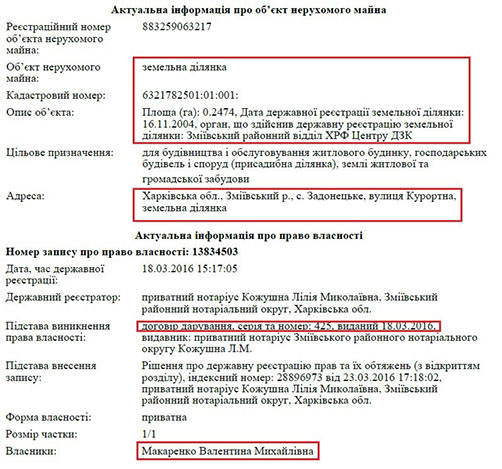 Актуальна інформація про об’єкт нерухомого майна
Реєстраційний номер 883259063217
об’єкта нерухомого
майна:
Об’єкт нерухомого земельна ділянка
майна:
Кадастровий номер: 6321782501:01:001:
Опис об’єкта: Площа (га): 0.2474, Дата державної реєстрації земельної ділянки:
16.11.2004, орган, що здійснив державну реєстрацію земельної
ділянки: Зміївський районний відділ ХРФ Центру ДЗК
Цільове призначення: для будівництва і обслуговування житлового будинку, господарських
будівель і споруд (присадибна ділянка), землі житлової та
громадської забудови
Адреса: Харківська обл., Зміївський р., с. Задонецьке, вулиця Курортна,
земельна ділянка
Актуальна інформація про право власності
Номер запису про право власності: 13834503
Дата, час державної 18.03.2016 15:17:05
реєстрації:
Державний реєстратор: приватний нотаріус Кожушна Лілія Миколаївна, Зміївський
районний нотаріальний округ, Харківська обл.
Підстава виникнення договір дарування, серія та номер: 425, виданий 18.03.2016,
права власності: видавник: приватний нотаріус Зміївського районного нотаріального
округу Кожушна Л.М.
Підстава внесення Рішення про державну реєстрацію прав та їх обтяжень (з відкриттям
запису: розділу), індексний номер: 28896973 від 23.03.2016 17:18:02,
приватний нотаріус Кожушна Лілія Миколаївна, Зміївський
районний нотаріальний округ, Харківська обл.
Форма власності: приватна
Розмір частки: 1/1
Власники: Макаренко Валентина Михайлівна